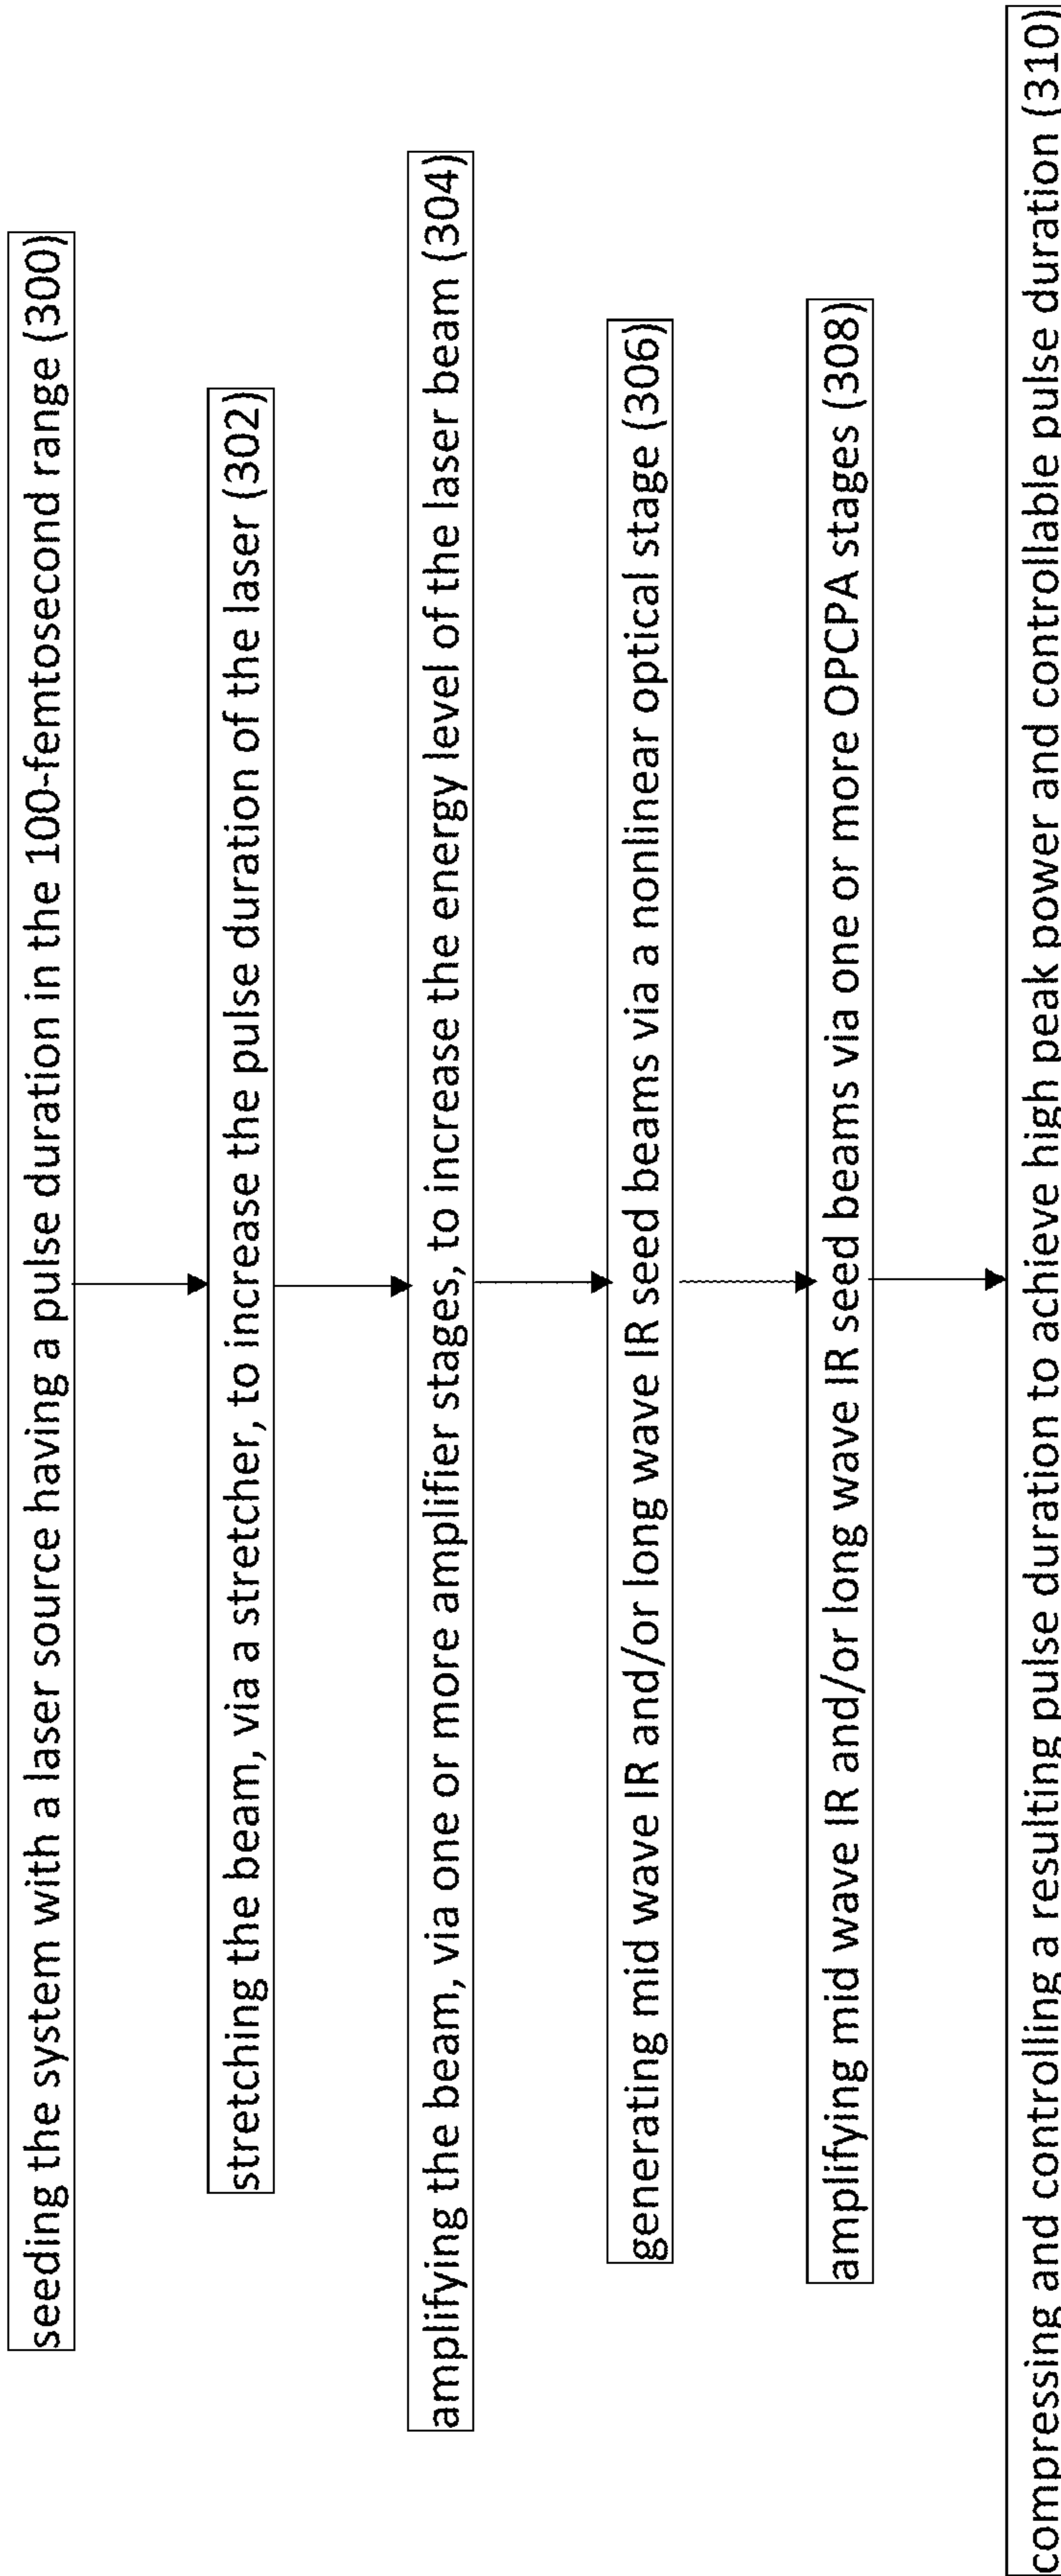 seeding the system with a laser source having a pulse duration in the 100-femtosecond range (300)
stretching the beam, via a stretcher, to increase the pulse duration of the laser (302)
amplifying the beam, via one or more amplifier stages, to increase the energy level of the laser beam (304)
generating mid wave IR and/or long wave IR seed beams via a nonlinear optical stage (306)
amplifying mid wave IR and/or long wave IR seed beams via one or more OPCPA stages (308)
compressing and controlling a resulting pulse duration to achieve high peak power and controllable pulse duration (310)